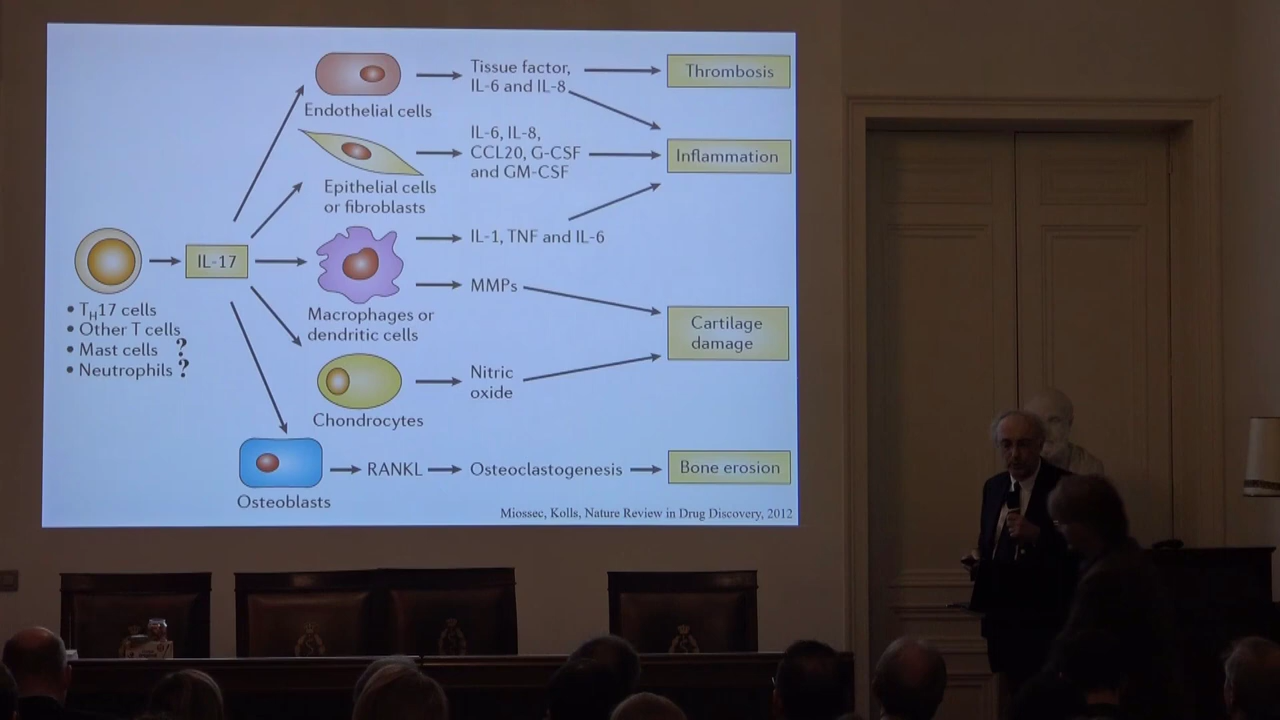 Tissue factor,
IL-6 and IL-8
Thrombosis
Endothelial cells
IL-6, IL-8,
CCL20, G-CSF
and GM-CSF
Inflammation
Epithelial cells
or fibroblasts
IL-17
IL-1, TNF and IL-6
MMPs
Macrophages or
dendritic cells
Cartilage
damage
• TH17 cells
• Other T cells
• Mast cells ?
• Neutrophils ?
Nitric
oxide
Chondrocytes
RANKL
Osteoclastogenesis
Bone erosion
Osteoblasts
Miossec, Kolls, Nature Review in Drug Discovery, 2012